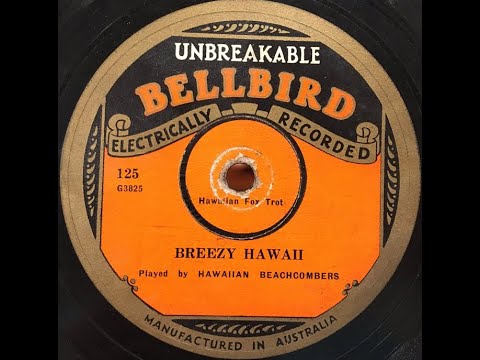 UNBREAKABLE
BELLBIRD
ELECTRICALLY RECORDED
125
G3825
Hawaiian Fox Trot
BREEZY HAWAII
Played by HAWAIIAN BEACHCOMBERS
MANUFACTURED IN AUSTRALIA